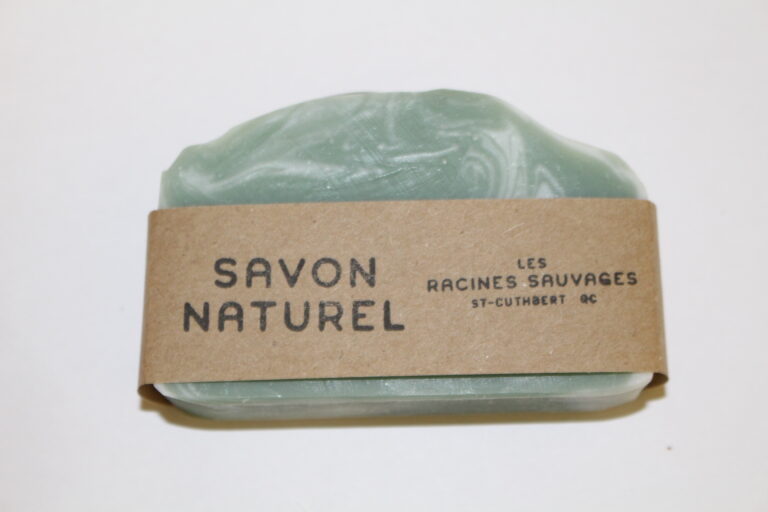 SAVON
NATUREL
LES
RACINES SAUVAGES
ST-CUTHBERT QC